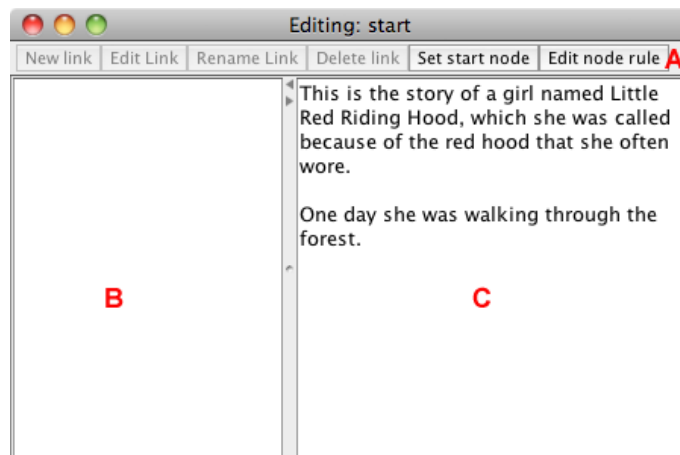 Editing: start
New link Edit Link Rename Link Delete link Set start node Edit node rule A
This is the story of a girl named Little
Red Riding Hood, which she was called
because of the red hood that she often
wore.
One day she was walking through the
forest.
B C